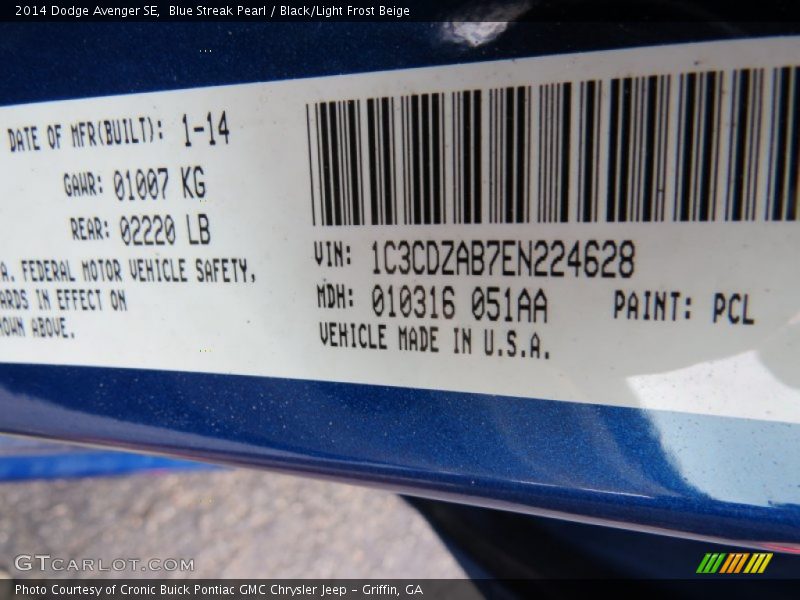 2014 Dodge Avenger SE,  Blue Streak Pearl / Black/Light Frost Beige
DATE OF MFR(BUILT): 1-14
GAWR: 01007 KG
REAR: 02220 LB
A. FEDERAL MOTOR VEHICLE SAFETY,
ARDS IN EFFECT ON
HOWN ABOVE.
VIN: 1C3CDZAB7EN224628
MDH: 010316 051AA
PAINT: PCL
VEHICLE MADE IN U.S.A.
GTCARLOT.COM
Photo Courtesy of Cronic Buick Pontiac GMC Chrysler Jeep - Griffin, GA